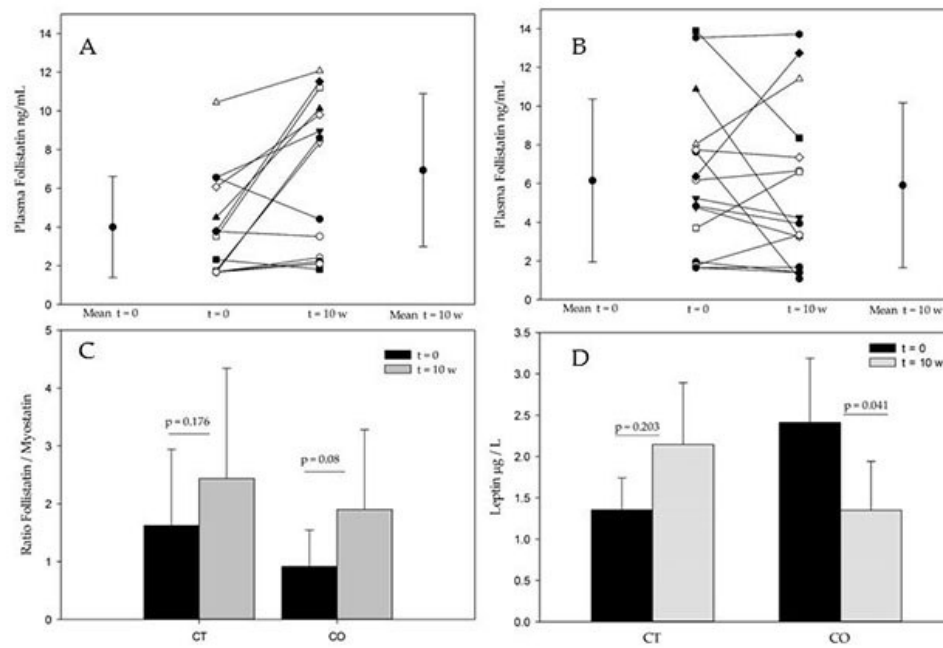 A
Plasma Follistatin ng/mL
14
12
10
8
6
4
2
0
Mean t = 0
t = 0
t = 10 w
Mean t = 10 w
B
Plasma Follistatin ng/mL
14
12
10
8
6
4
2
0
Mean t = 0
t = 0
t = 10 w
Mean t = 10 w
C
Ratio Follistatin / Myostatin
5
4
3
2
1
0
t = 0
t = 10 w
p = 0.176
p = 0.08
CT
CO
D
Leptin µg / L
3.5
3.0
2.5
2.0
1.5
1.0
0.5
0.0
t = 0
t = 10 w
p = 0.203
p = 0.041
CT
CO